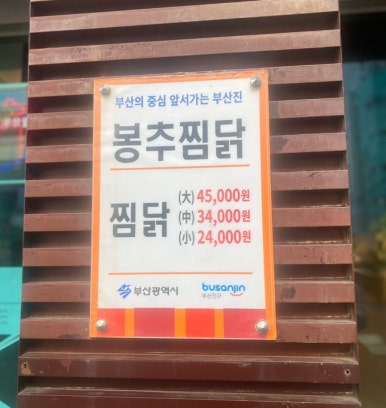 부산의 중심 앞서가는 부산진
봉추찜닭
찜닭
(大) 45,000원
(中) 34,000원
(小) 24,000원
부산광역시
busanjin
부산진구